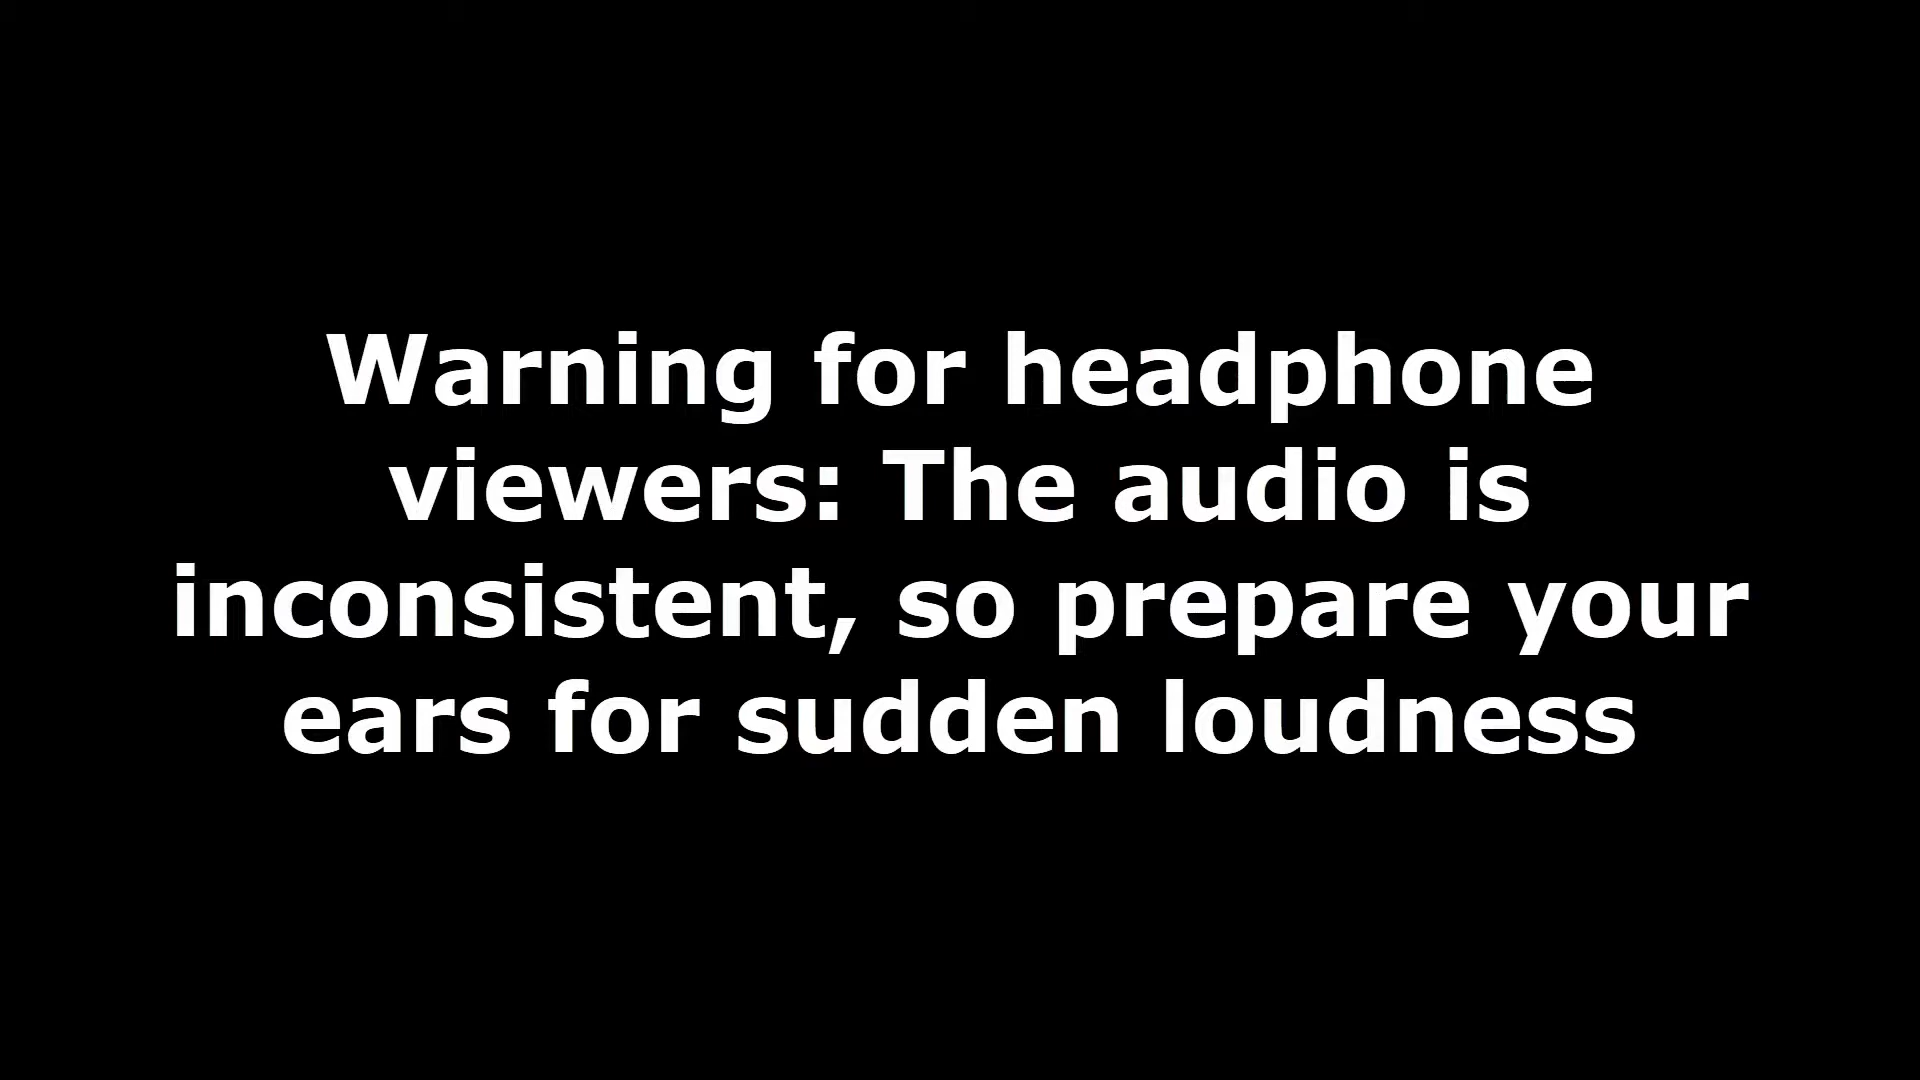 Warning for headphone
viewers: The audio is
inconsistent, so prepare your
ears for sudden loudness